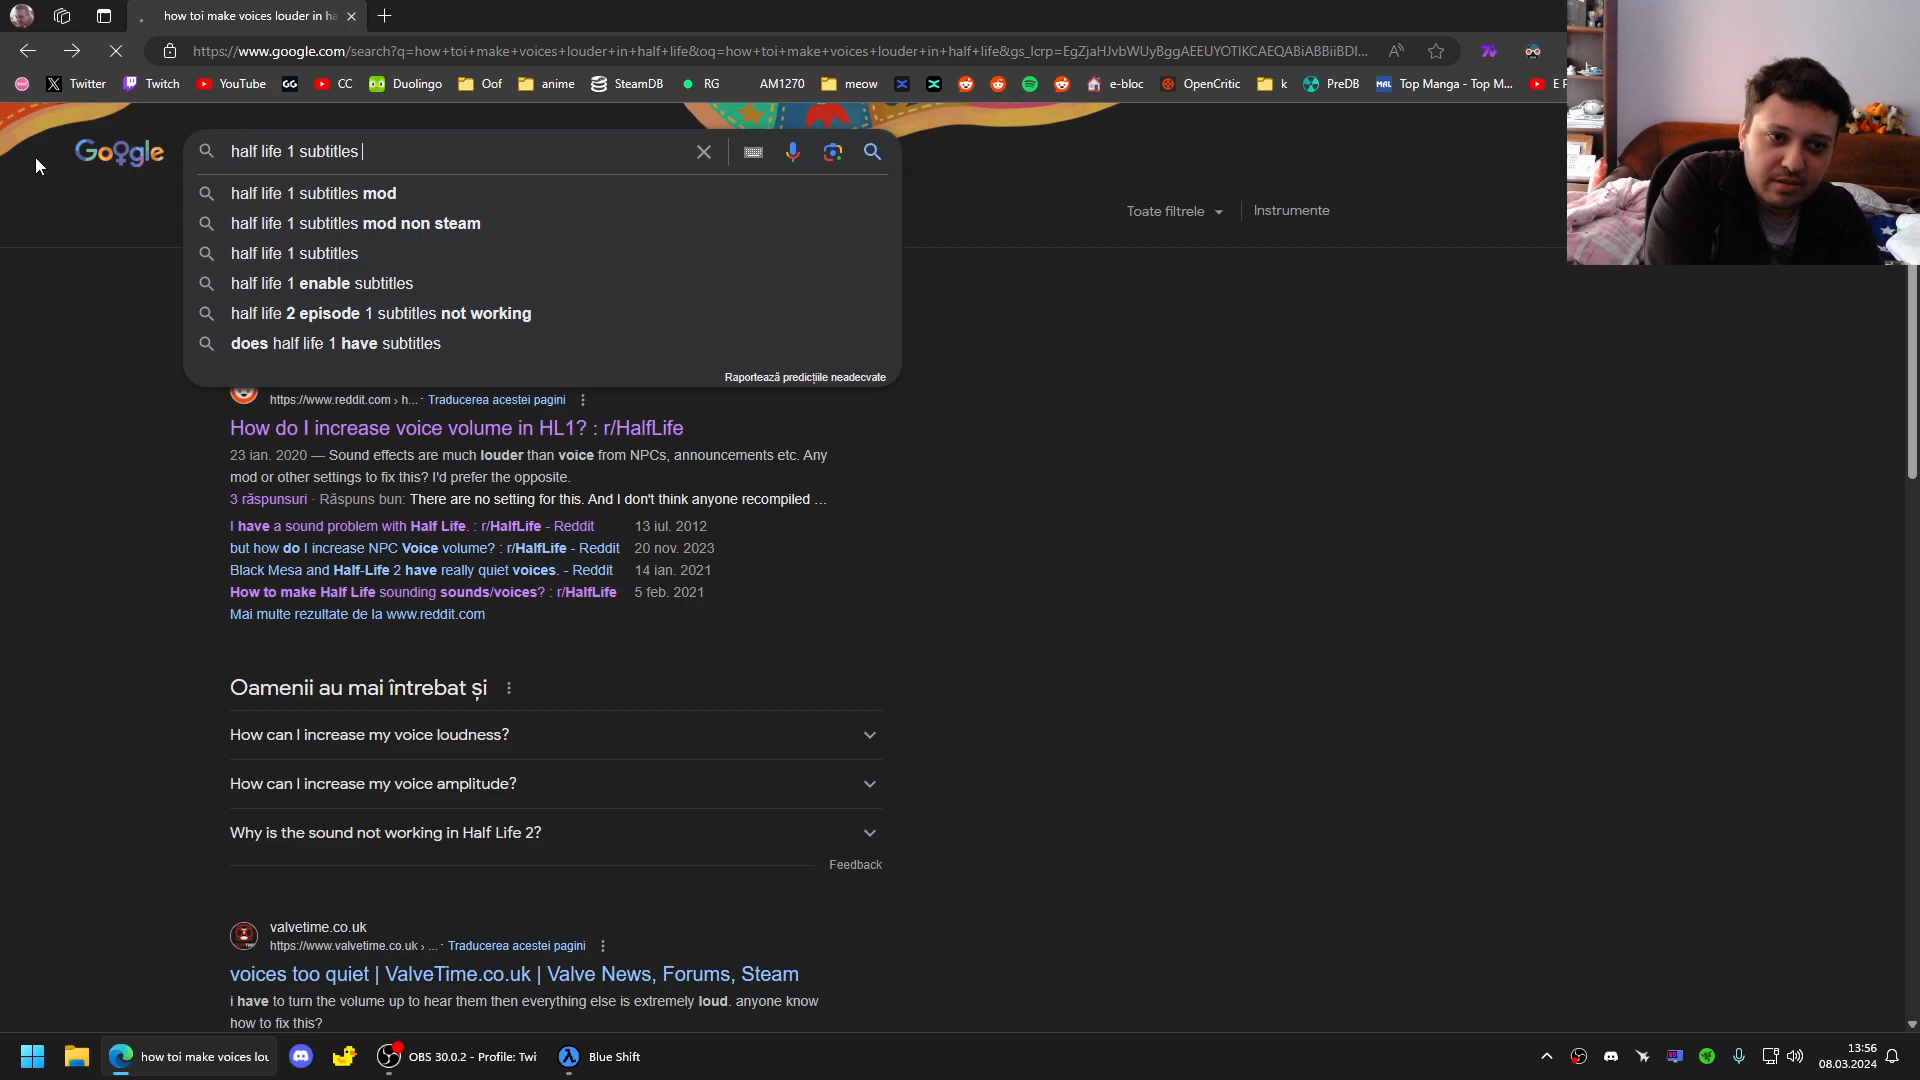 how toi make voices louder in ha
https://www.google.com/search?q=how+toi+make+voices+louder+in+half+life&oq=how+toi+make+voices+louder+in+half+life&gs_lcrp=EgZjaHJvbWUyBggAEEUYOTIKCAEQABiABBiiBDI...
Twitter
Twitch
YouTube
CC
Duolingo
Oof
anime
SteamDB
RG
AM1270
meow
e-bloc
OpenCritic
k
PreDB
MAL
Top Manga - Top M...
Google
half life 1 subtitles
half life 1 subtitles mod
half life 1 subtitles mod non steam
half life 1 subtitles
half life 1 enable subtitles
half life 2 episode 1 subtitles not working
does half life 1 have subtitles
Raportează predicțiile neadecvate
Toate filtrele
Instrumente
https://www.reddit.com › h... · Traducerea acestei pagini
How do I increase voice volume in HL1? : r/HalfLife
23 ian. 2020 — Sound effects are much louder than voice from NPCs, announcements etc. Any
mod or other settings to fix this? I'd prefer the opposite.
3 răspunsuri · Răspuns bun: There are no setting for this. And I don't think anyone recompiled ...
I have a sound problem with Half Life. : r/HalfLife - Reddit 13 iul. 2012
but how do I increase NPC Voice volume? : r/HalfLife - Reddit 20 nov. 2023
Black Mesa and Half-Life 2 have really quiet voices. - Reddit 14 ian. 2021
How to make Half Life sounding sounds/voices? : r/HalfLife 5 feb. 2021
Mai multe rezultate de la www.reddit.com
Oamenii au mai întrebat și
How can I increase my voice loudness?
How can I increase my voice amplitude?
Why is the sound not working in Half Life 2?
Feedback
valvetime.co.uk
https://www.valvetime.co.uk › ... · Traducerea acestei pagini
voices too quiet | ValveTime.co.uk | Valve News, Forums, Steam
i have to turn the volume up to hear them then everything else is extremely loud. anyone know
how to fix this?
how toi make voices lou
OBS 30.0.2 - Profile: Twi
Blue Shift
13:56
08.03.2024